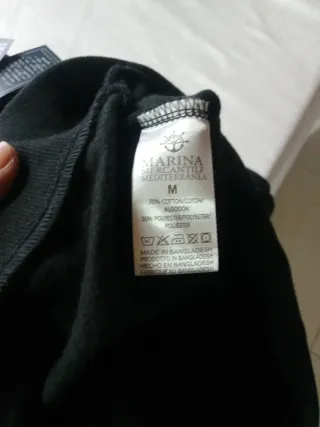 MARINA
MERCANTILE
MEDITERRANEA
M
70% COTTON/COTON/
ALGODON
30% POLYESTER/POLYESTER/
POLIESTER
MADE IN BANGLADESH
PRODUCTO IN BANGLADESH
HECHO EN BANGLADESH
FABRIQUE AU BANGLADESH